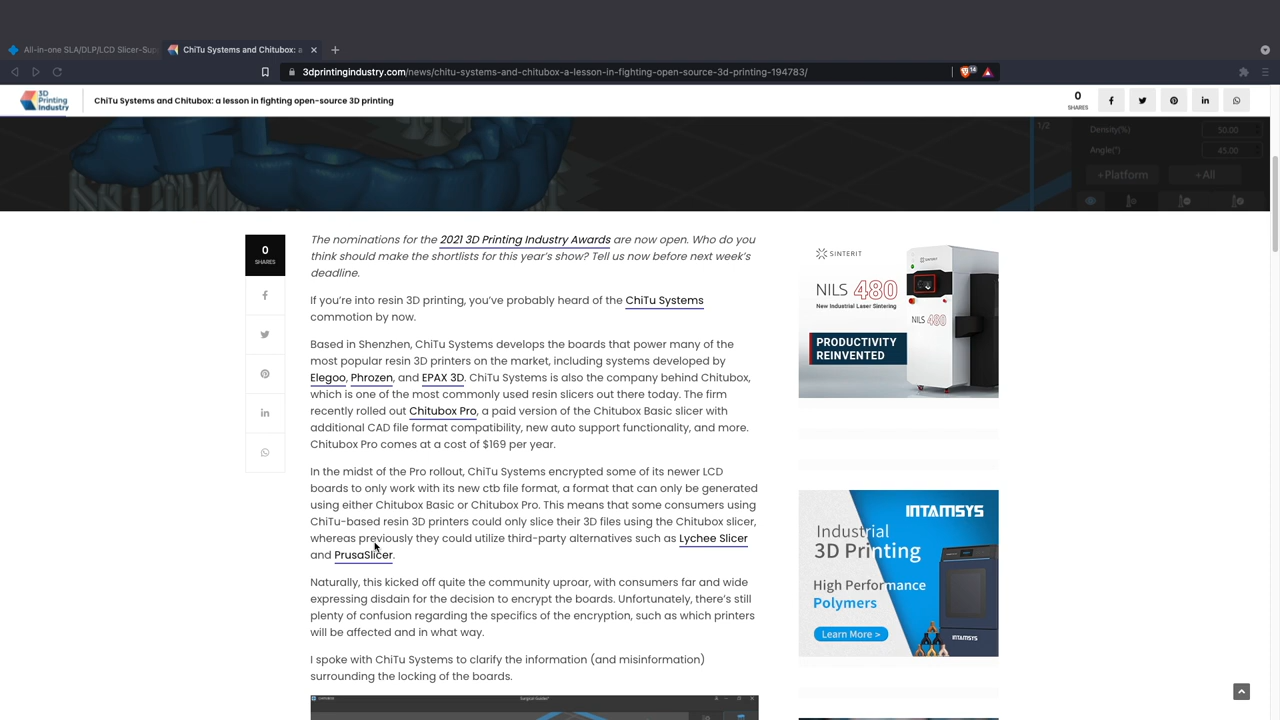 All-in-one SLA/DLP/LCD Slicer-Sup
ChiTu Systems and Chitubox: a
3dprintingindustry.com/news/chitu-systems-and-chitubox-a-lesson-in-fighting-open-source-3d-printing-194783/
14
3D Printing Industry
ChiTu Systems and Chitubox: a lesson in fighting open-source 3D printing
0
SHARES
1/2
Density(%)
50.00
Angle(°)
45.00
+Platform
+All
0
SHARES
The nominations for the 2021 3D Printing Industry Awards are now open. Who do you
think should make the shortlists for this year's show? Tell us now before next week's
deadline.
If you're into resin 3D printing, you've probably heard of the ChiTu Systems
commotion by now.
Based in Shenzhen, ChiTu Systems develops the boards that power many of the
most popular resin 3D printers on the market, including systems developed by
Elegoo, Phrozen, and EPAX 3D. ChiTu Systems is also the company behind Chitubox,
which is one of the most commonly used resin slicers out there today. The firm
recently rolled out Chitubox Pro, a paid version of the Chitubox Basic slicer with
additional CAD file format compatibility, new auto support functionality, and more.
Chitubox Pro comes at a cost of $169 per year.
In the midst of the Pro rollout, ChiTu Systems encrypted some of its newer LCD
boards to only work with its new ctb file format, a format that can only be generated
using either Chitubox Basic or Chitubox Pro. This means that some consumers using
ChiTu-based resin 3D printers could only slice their 3D files using the Chitubox slicer,
whereas previously they could utilize third-party alternatives such as Lychee Slicer
and PrusaSlicer.
Naturally, this kicked off quite the community uproar, with consumers far and wide
expressing disdain for the decision to encrypt the boards. Unfortunately, there's still
plenty of confusion regarding the specifics of the encryption, such as which printers
will be affected and in what way.
I spoke with ChiTu Systems to clarify the information (and misinformation)
surrounding the locking of the boards.
SINTERIT
NILS 480
New Industrial Laser Sintering
PRODUCTIVITY
REINVENTED
SINTERIT
NILS 480
INTAMSYS
Industrial
3D Printing
High Performance
Polymers
Learn More >
INTAMSYS